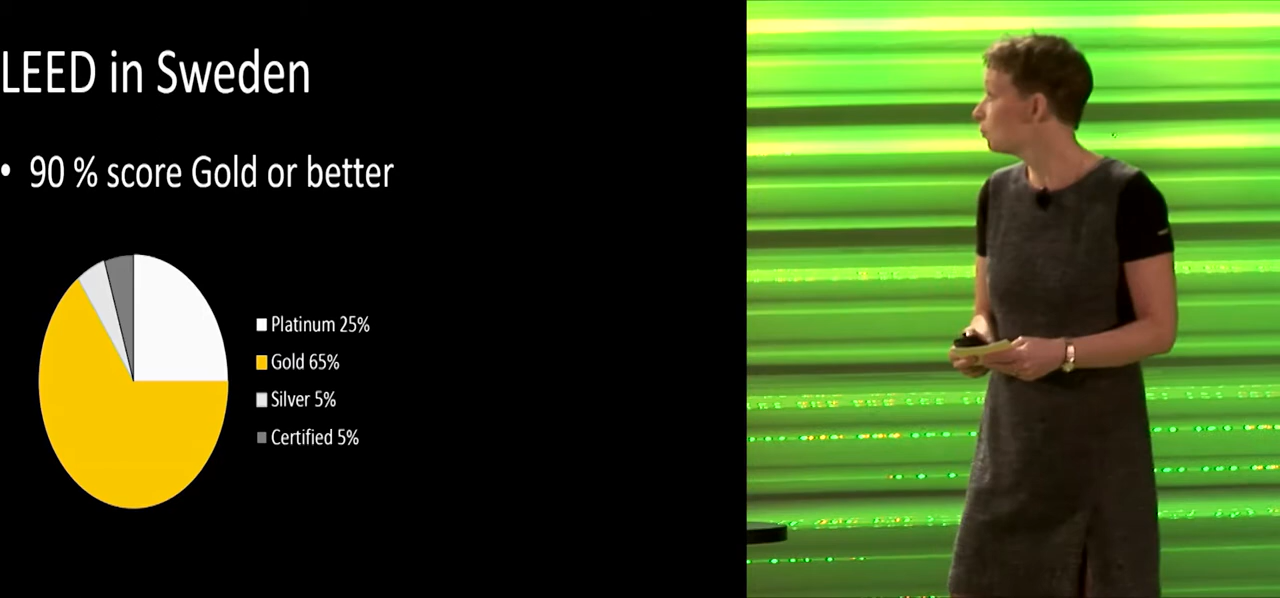 LEED in Sweden
• 90 % score Gold or better
Platinum 25%
Gold 65%
Silver 5%
Certified 5%